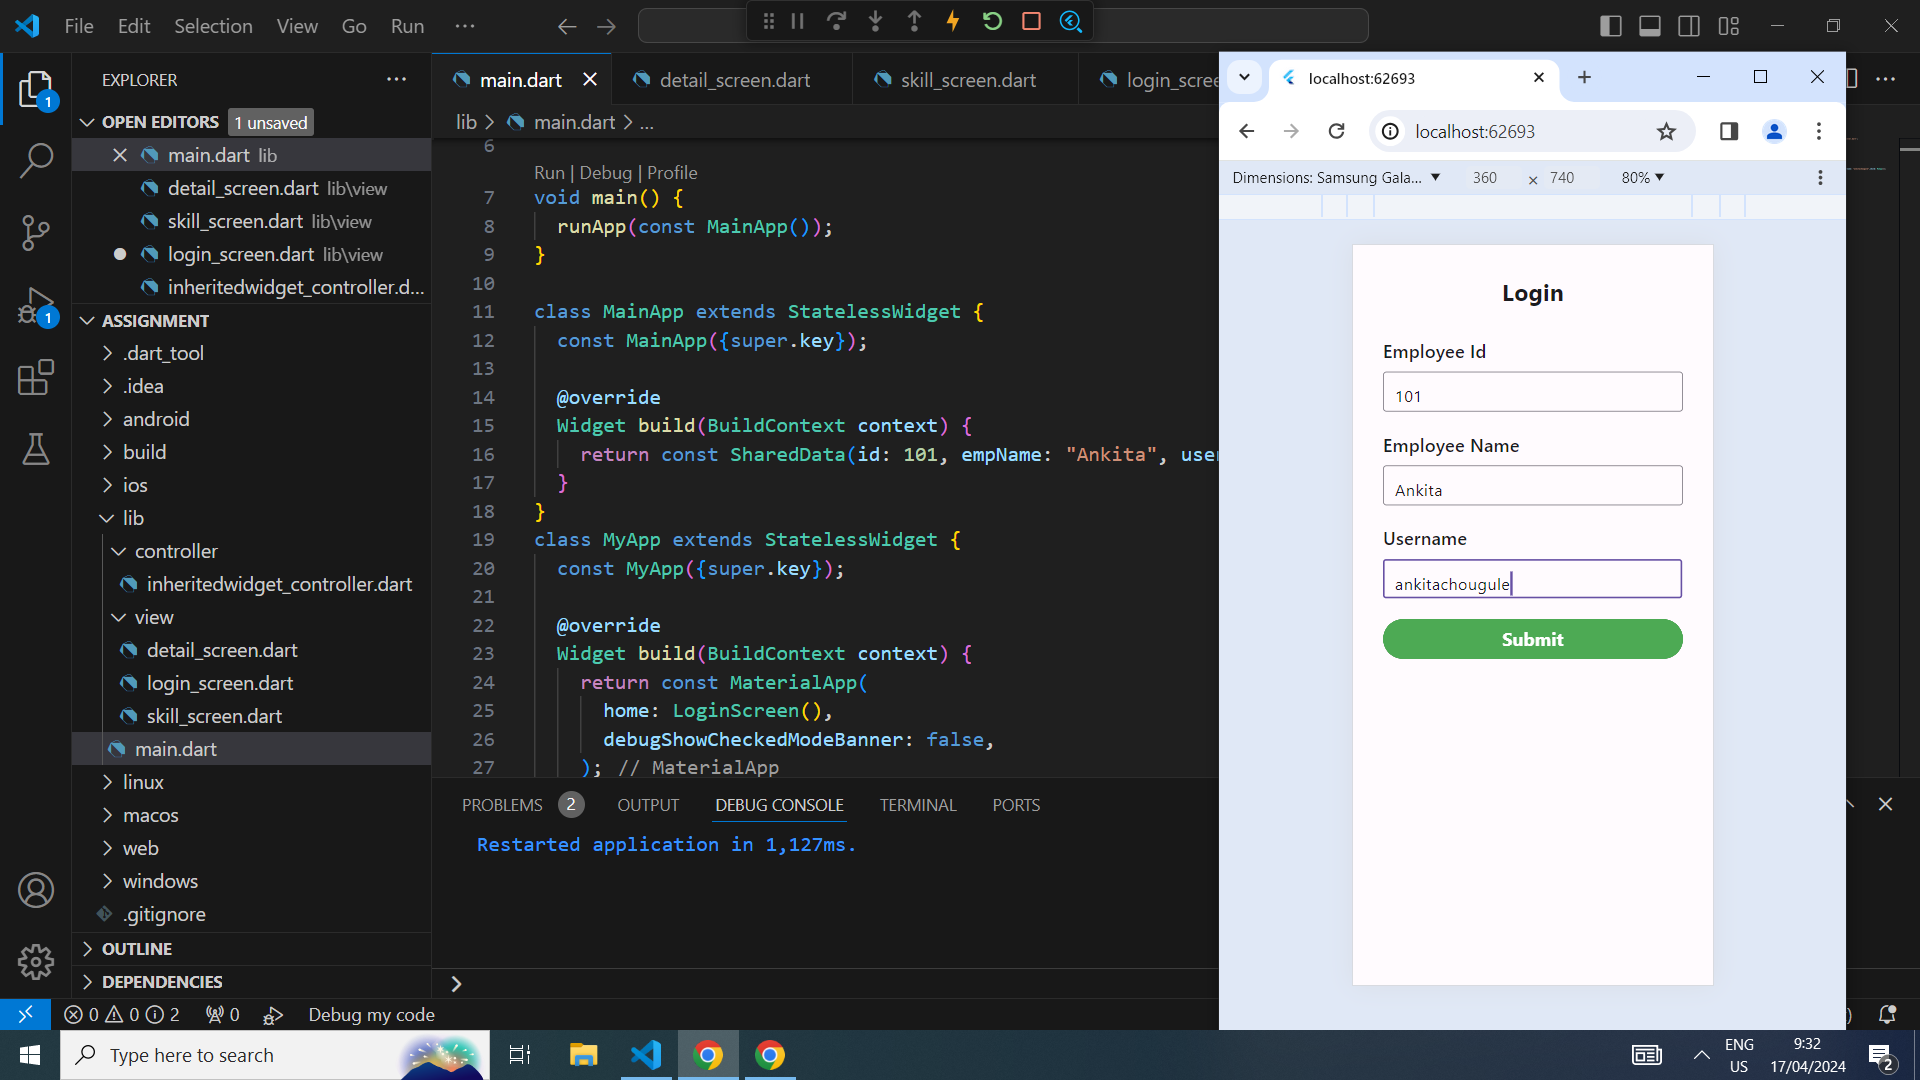 File Edit Selection View Go Run ···
EXPLORER
OPEN EDITORS 1 unsaved
main.dart lib
detail_screen.dart lib\view
skill_screen.dart lib\view
login_screen.dart lib\view
inheritedwidget_controller.d...
ASSIGNMENT
.dart_tool
.idea
android
build
ios
lib
controller
inheritedwidget_controller.dart
view
detail_screen.dart
login_screen.dart
skill_screen.dart
main.dart
linux
macos
web
windows
.gitignore
OUTLINE
DEPENDENCIES
1
1
main.dart detail_screen.dart skill_screen.dart login_scree
lib > main.dart > ...
6
Run | Debug | Profile
7 void main() {
8 runApp(const MainApp());
9 }
10
11 class MainApp extends StatelessWidget {
12 const MainApp({super.key});
13
14 @override
15 Widget build(BuildContext context) {
16 return const SharedData(id: 101, empName: "Ankita", user
17 }
18 }
19 class MyApp extends StatelessWidget {
20 const MyApp({super.key});
21
22 @override
23 Widget build(BuildContext context) {
24 return const MaterialApp(
25 home: LoginScreen(),
26 debugShowCheckedModeBanner: false,
27 ); // MaterialApp
PROBLEMS 2 OUTPUT DEBUG CONSOLE TERMINAL PORTS
Restarted application in 1,127ms.
>
localhost:62693
localhost:62693
Dimensions: Samsung Gala... 360 × 740 80%
Login
Employee Id
101
Employee Name
Ankita
Username
ankitachougule
Submit
0 0 2 0 Debug my code
Type here to search
ENG
US
9:32
17/04/2024
2